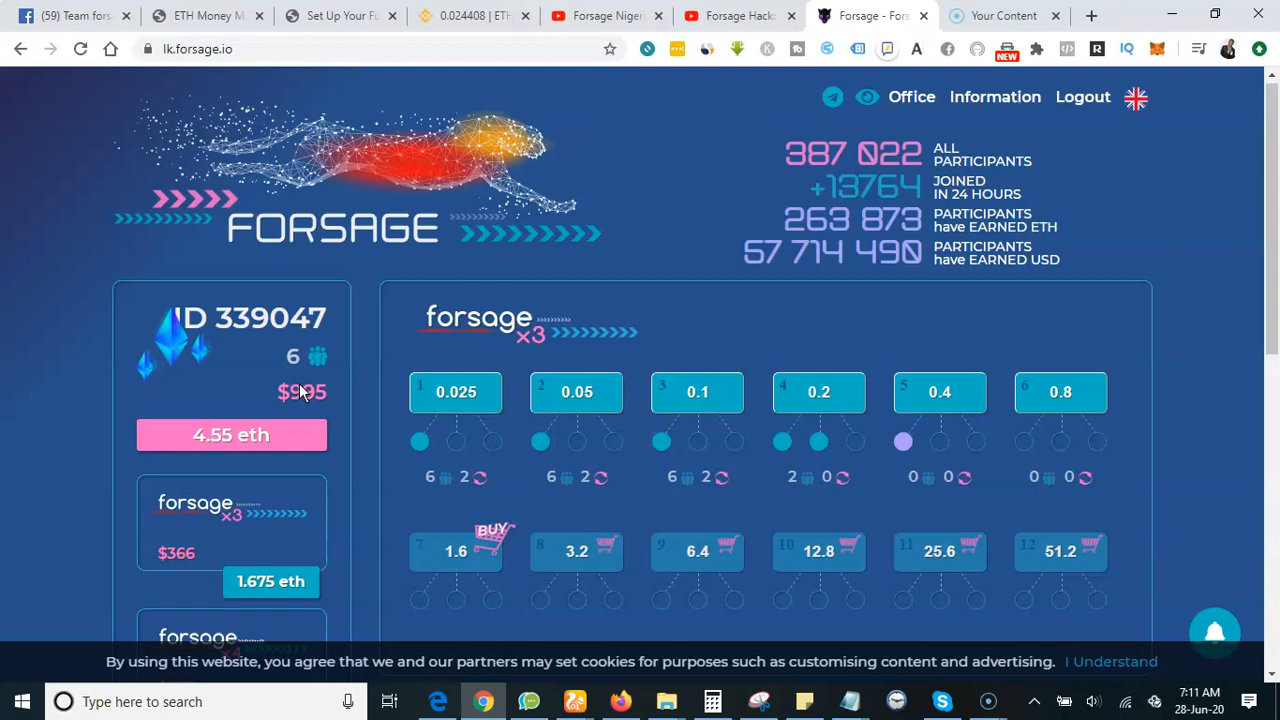 (59) Team fors
ETH Money M
Set Up Your Fu
0.024408 | ETH
Forsage Niger
Forsage Hack
Forsage - Fors
Your Content
lk.forsage.io
NEW
IQ
Office
Information
Logout
387 022 ALL PARTICIPANTS
+13764 JOINED IN 24 HOURS
263 873 PARTICIPANTS have EARNED ETH
57 714 490 PARTICIPANTS have EARNED USD
FORSAGE
ID 339047
6
$995
4.55 eth
forsage x3
$366
1.675 eth
forsage
forsage x3
1 0.025
2 0.05
3 0.1
4 0.2
5 0.4
6 0.8
6 2
6 2
6 2
2 0
0 0
0 0
BUY
7 1.6
8 3.2
9 6.4
10 12.8
11 25.6
12 51.2
By using this website, you agree that we and our partners may set cookies for purposes such as customising content and advertising. I Understand
Type here to search
7:11 AM
28-Jun-20